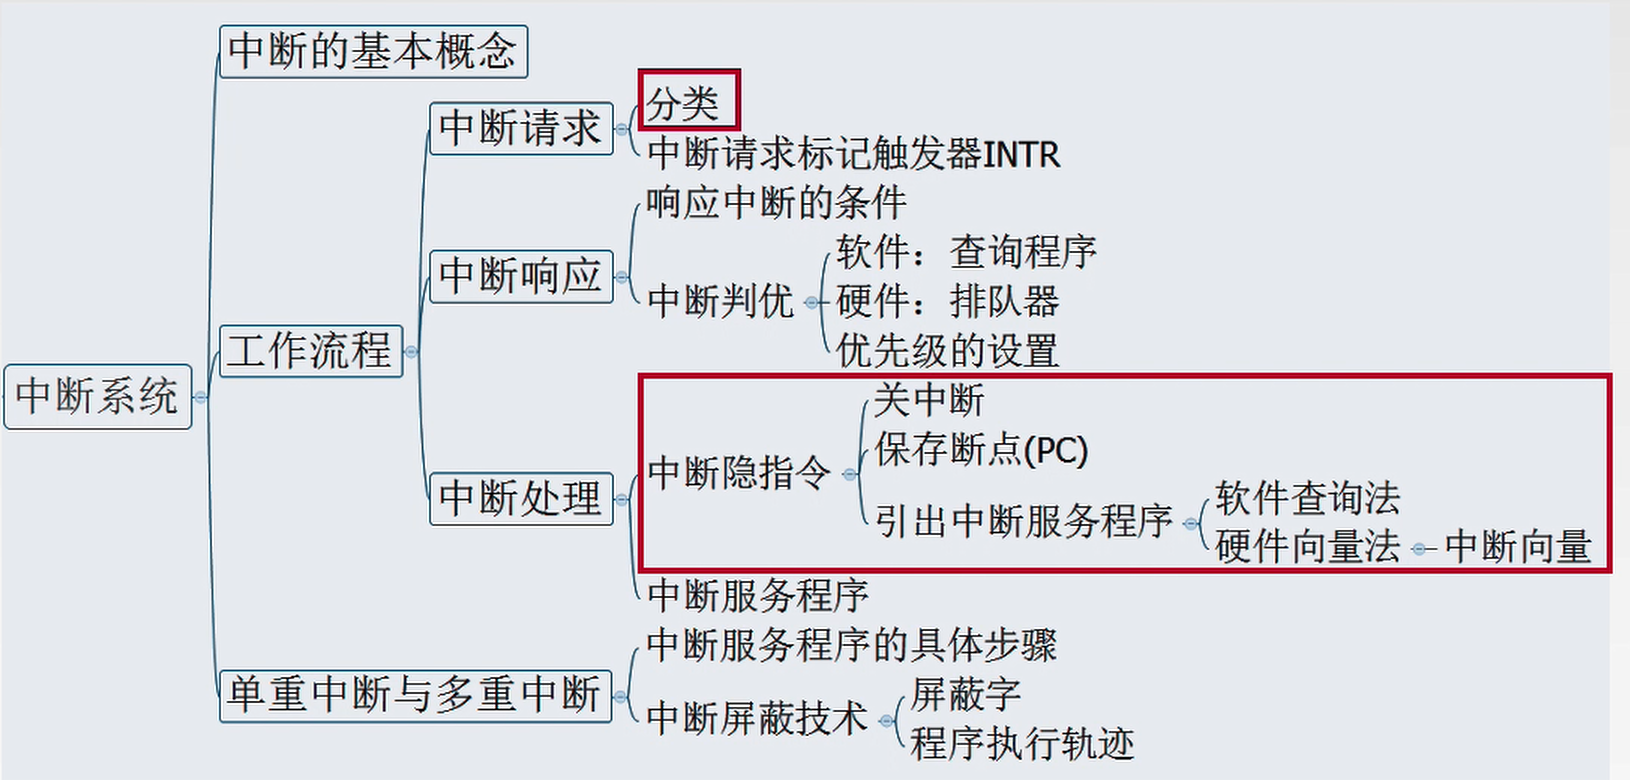 中断的基本概念
分类
中断请求
中断请求标记触发器INTR
响应中断的条件
软件：查询程序
中断响应
中断判优
硬件：排队器
优先级的设置
工作流程
中断系统
关中断
保存断点(PC)
中断隐指令
中断处理
引出中断服务程序
软件查询法
硬件向量法
中断向量
中断服务程序
中断服务程序的具体步骤
单重中断与多重中断
中断屏蔽技术
屏蔽字
程序执行轨迹